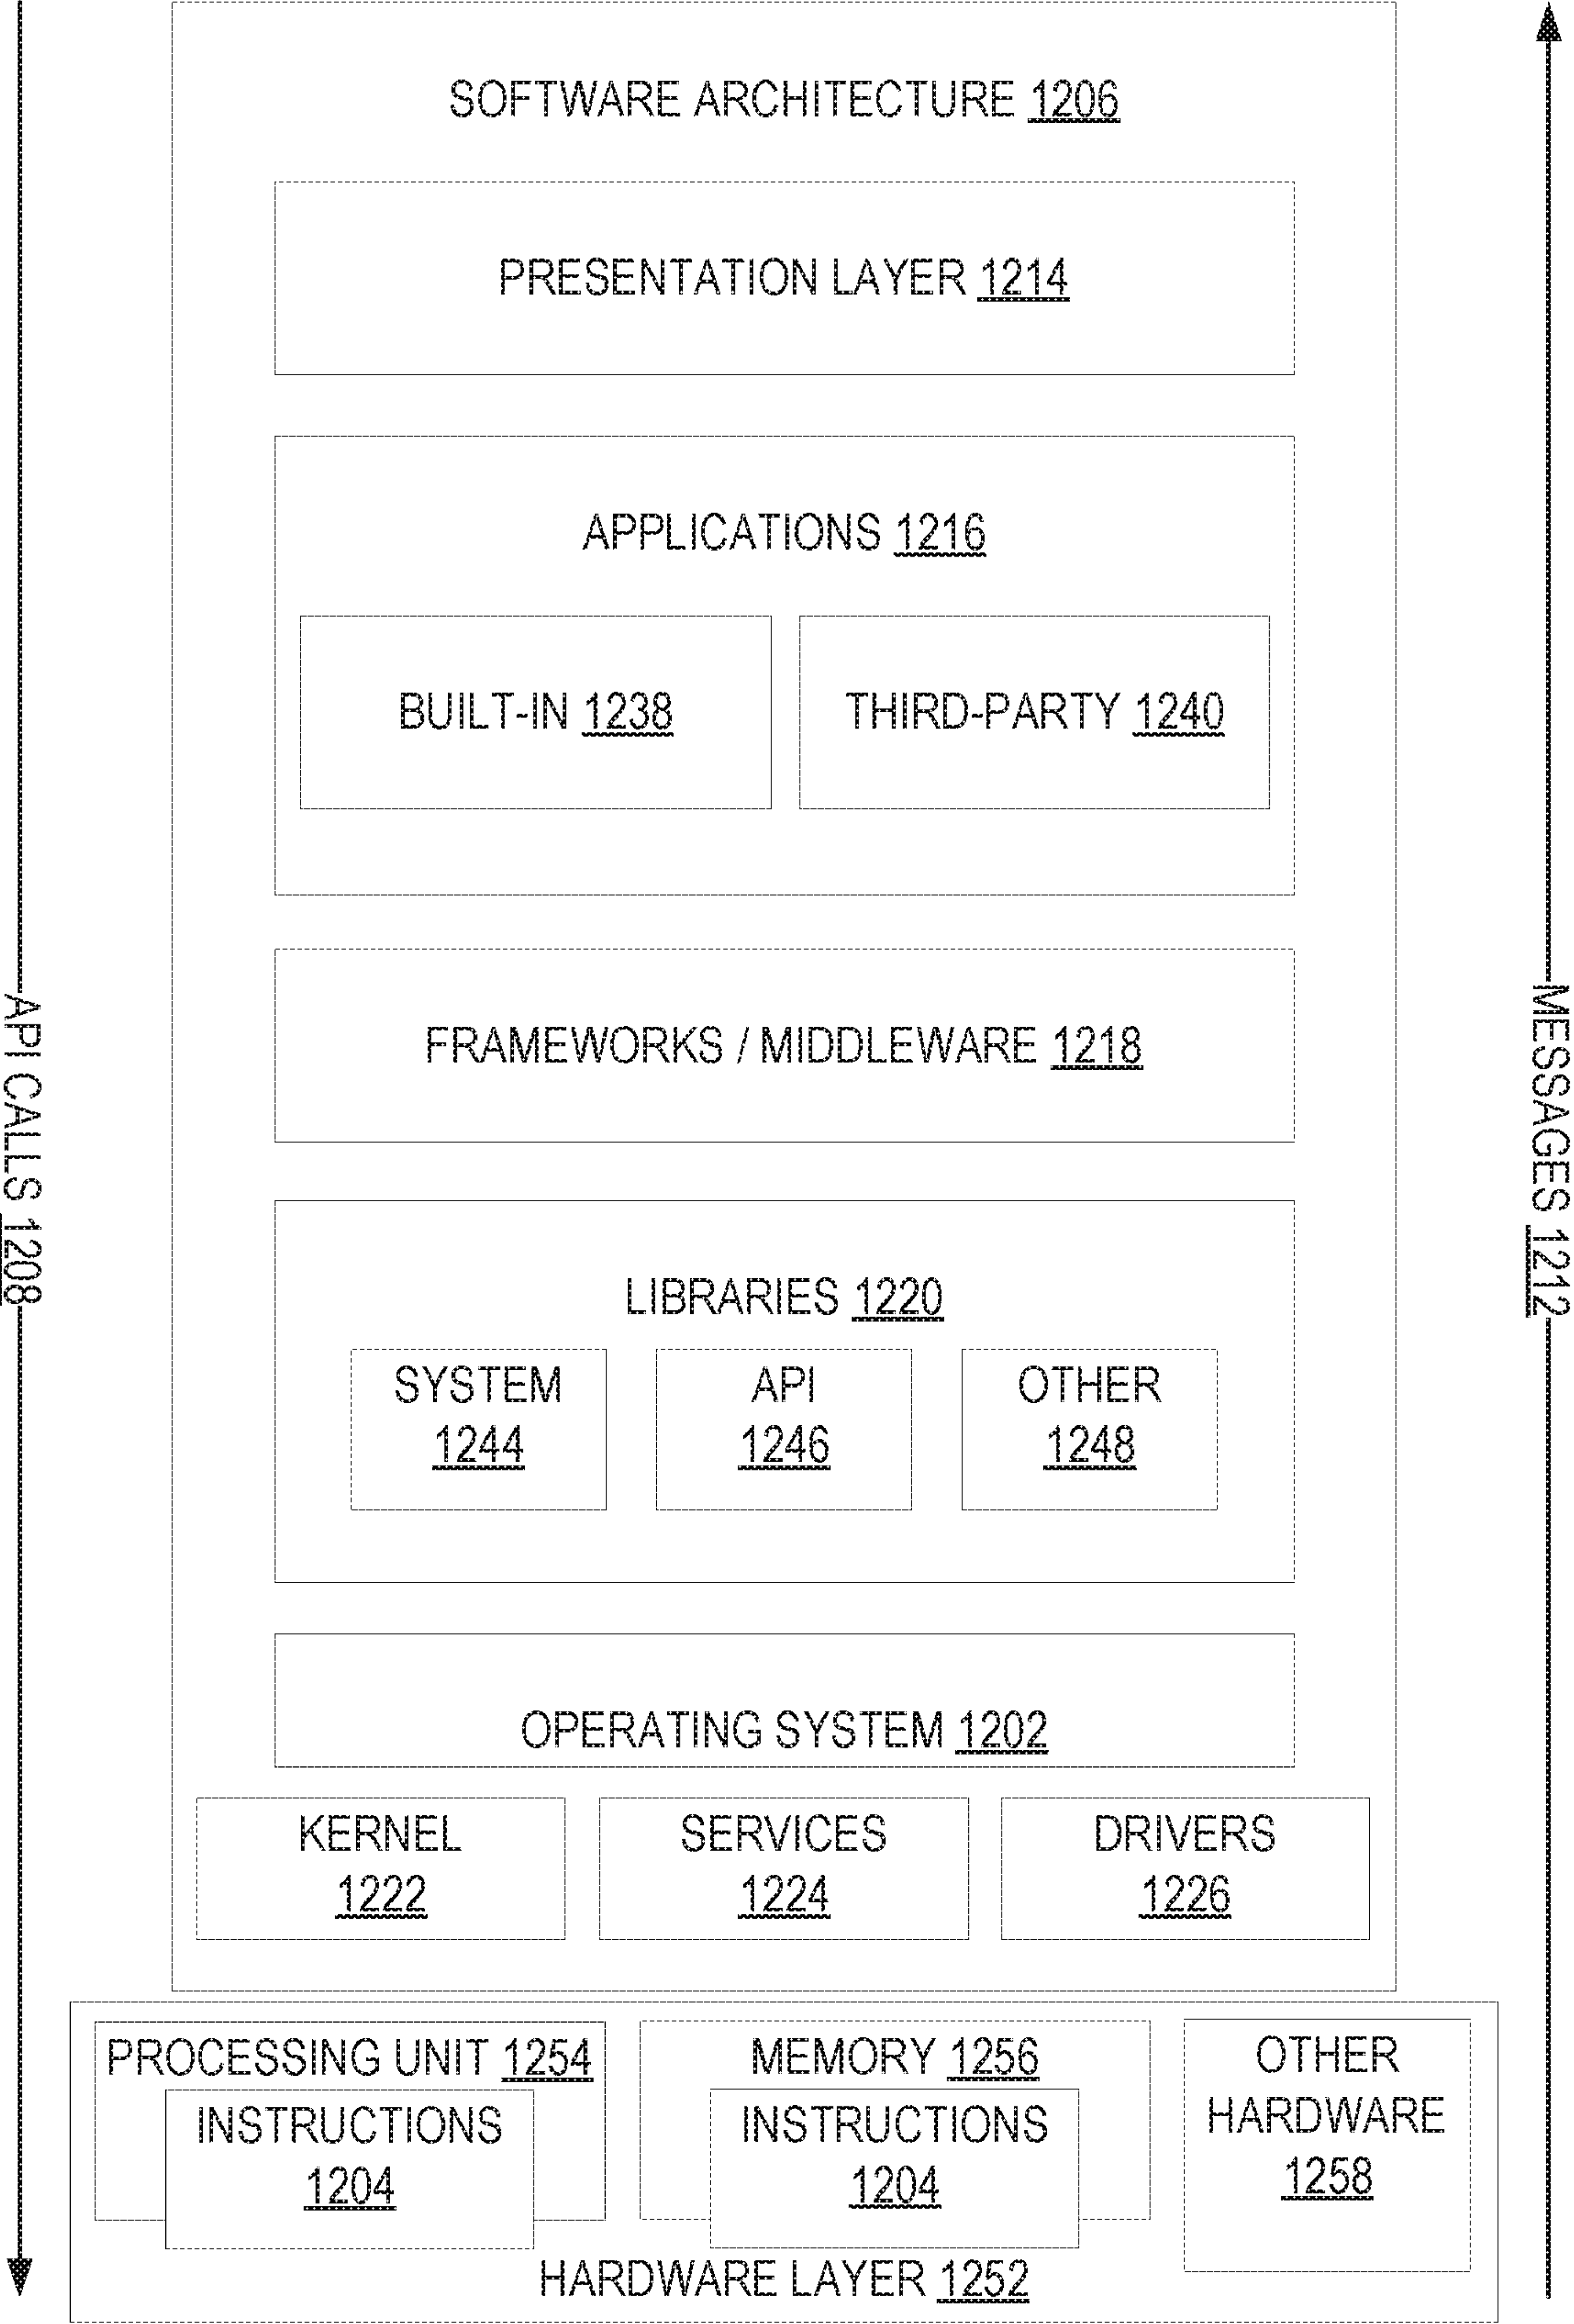 SOFTWARE ARCHITECTURE 1206
PRESENTATION LAYER 1214
APPLICATIONS 1216
BUILT-IN 1238
THIRD-PARTY 1240
FRAMEWORKS / MIDDLEWARE 1218
API CALLS 1208
MESSAGES 1212
LIBRARIES 1220
SYSTEM
1244
API
1246
OTHER
1248
OPERATING SYSTEM 1202
KERNEL
1222
SERVICES
1224
DRIVERS
1226
PROCESSING UNIT 1254
INSTRUCTIONS
1204
MEMORY 1256
INSTRUCTIONS
1204
OTHER
HARDWARE
1258
HARDWARE LAYER 1252